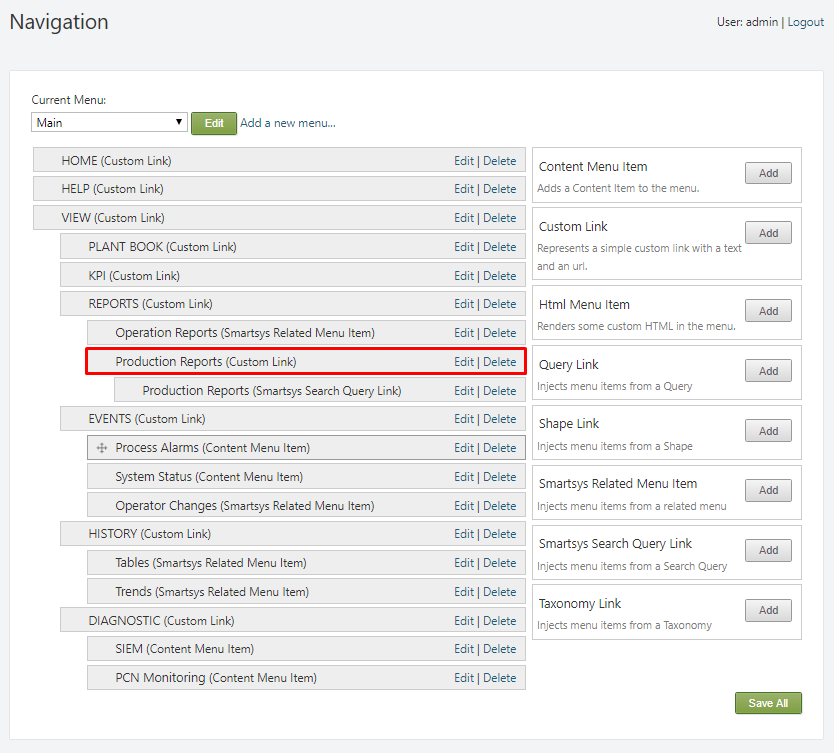 Navigation
User: admin | Logout
Current Menu:
Main
Edit
Add a new menu...
HOME (Custom Link) Edit | Delete
HELP (Custom Link) Edit | Delete
VIEW (Custom Link) Edit | Delete
PLANT BOOK (Custom Link) Edit | Delete
KPI (Custom Link) Edit | Delete
REPORTS (Custom Link) Edit | Delete
Operation Reports (Smartsys Related Menu Item) Edit | Delete
Production Reports (Custom Link) Edit | Delete
Production Reports (Smartsys Search Query Link) Edit | Delete
EVENTS (Custom Link) Edit | Delete
Process Alarms (Content Menu Item) Edit | Delete
System Status (Content Menu Item) Edit | Delete
Operator Changes (Smartsys Related Menu Item) Edit | Delete
HISTORY (Custom Link) Edit | Delete
Tables (Smartsys Related Menu Item) Edit | Delete
Trends (Smartsys Related Menu Item) Edit | Delete
DIAGNOSTIC (Custom Link) Edit | Delete
SIEM (Content Menu Item) Edit | Delete
PCN Monitoring (Content Menu Item) Edit | Delete
Content Menu Item
Adds a Content Item to the menu.
Add
Custom Link
Represents a simple custom link with a text
and an url.
Add
Html Menu Item
Renders some custom HTML in the menu.
Add
Query Link
Injects menu items from a Query
Add
Shape Link
Injects menu items from a Shape
Add
Smartsys Related Menu Item
Injects menu items from a related menu
Add
Smartsys Search Query Link
Injects menu items from a Search Query
Add
Taxonomy Link
Injects menu items from a Taxonomy
Add
Save All